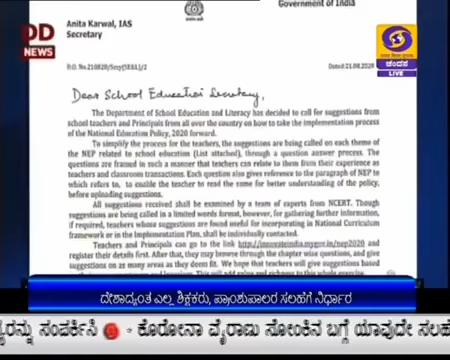 DD
NEWS
Anita Karwal, IAS
Secretary
Government of India
D.O. No.210820/Secy(SE&L)/2
Dated:21.08.2020
ಚಂದನ
LIVE
Dear School Education Secretary,
The Department of School Education and Literacy has decided to call for suggestions from
school teachers and Principals from all over the country on how to take the implementation process
of the National Education Policy, 2020 forward.
To simplify the process for the teachers, the suggestions are being called on each theme of
the NEP related to school education (List attached), through a question answer process. The
questions are framed in such a manner that teachers can relate to them from their experience as
teachers and classroom transactions. Each question also gives reference to the paragraph of NEP to
which refers to, to enable the teacher to read the same for better understanding of the policy,
before uploading suggestions.
All suggestions received shall be examined by a team of experts from NCERT. Though
suggestions are being called in a limited words format, however, for gathering further information,
if required, teachers whose suggestions are found useful for incorporating in National Curriculum
framework or in the Implementation Plan, shall be individually contacted.
Teachers and Principals can go to the link http://innovateindia.mygov.in/nep2020 and
register their details first. After that, they may browse through the chapter wise questions, and
give suggestions on as many areas as they deem fit. We hope that teachers will give suggestions based
ದೇಶಾದ್ಯಂತ ಎಲ್ಲ ಶಿಕ್ಷಕರು, ಪ್ರಾಂಶುಪಾಲರ ಸಲಹೆಗೆ ನಿರ್ಧಾರ
ಸಂಪರ್ಕಿಸಿ - ಕೊರೋನಾ ವೈರಾಣು ಸೋಂಕಿನ ಬಗ್ಗೆ ಯಾವುದೇ